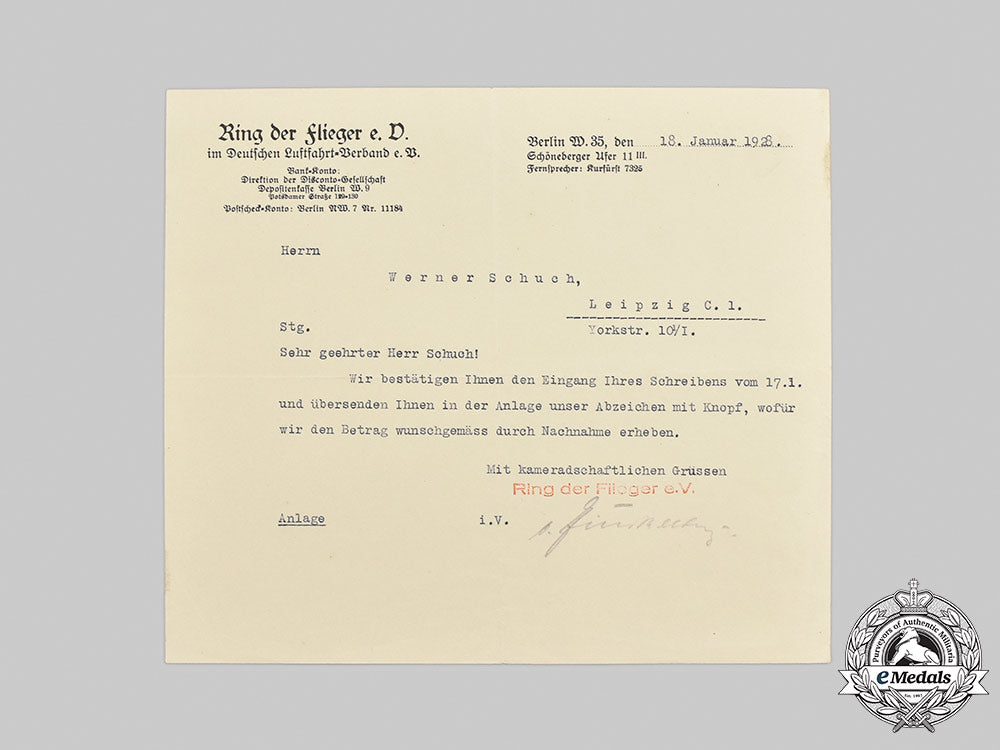 Ring der Flieger e. V.
im Deutschen Luftfahrt-Verband e. V.
Bank-Konto:
Direktion der Disconto-Gesellschaft
Depositenkasse Berlin W. 9
Potsdamer Straße 129-130
Postscheck-Konto: Berlin NW. 7 Nr. 11184
Berlin W. 35, den 18. Januar 1928.
Schöneberger Ufer 11 III.
Fernsprecher: Kurfürst 7325
Herrn
Werner Schuch,
Leipzig C. 1.
Yorkstr. 10/I.
Stg.
Sehr geehrter Herr Schuch!
Wir bestätigen Ihnen den Eingang Ihres Schreibens vom 17.1.
und übersenden Ihnen in der Anlage unser Abzeichen mit Knopf, wofür
wir den Betrag wunschgemäss durch Nachnahme erheben.
Mit kameradschaftlichen Grüssen
Ring der Flieger e.V.
Anlage
i.V.
Purveyors of Authentic Militaria
eMedals
Est. 1967